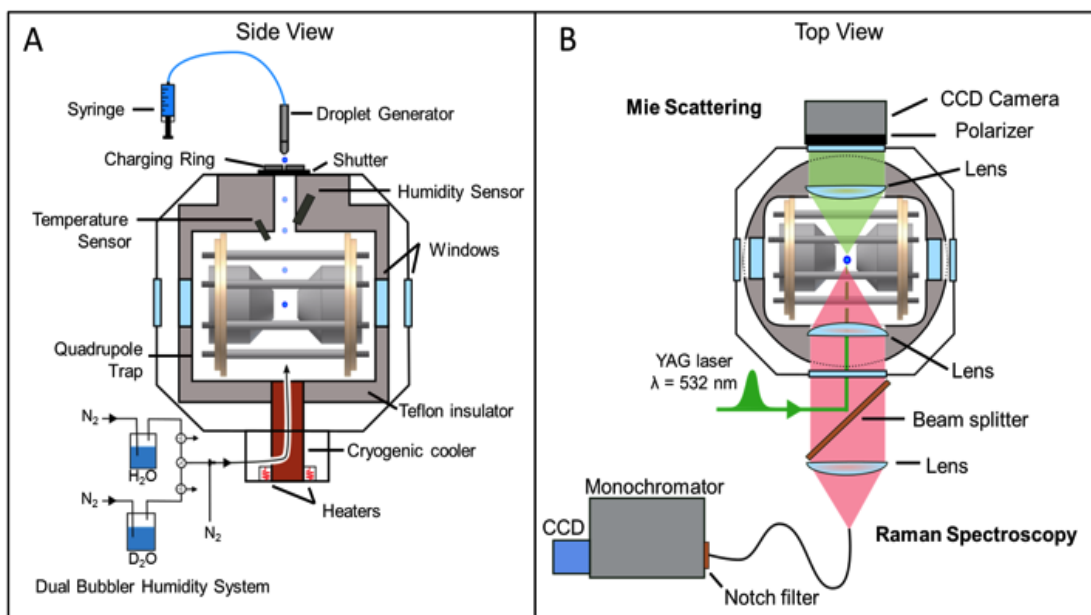 A
Side View
Syringe
Droplet Generator
Charging Ring
Shutter
Humidity Sensor
Temperature
Sensor
Windows
Quadrupole
Trap
Teflon insulator
N₂
H₂O
Cryogenic cooler
N₂
N₂
Heaters
D₂O
Dual Bubbler Humidity System
B
Top View
Mie Scattering
CCD Camera
Polarizer
Lens
YAG laser
λ = 532 nm
Lens
Beam splitter
Lens
Monochromator
CCD
Raman Spectroscopy
Notch filter